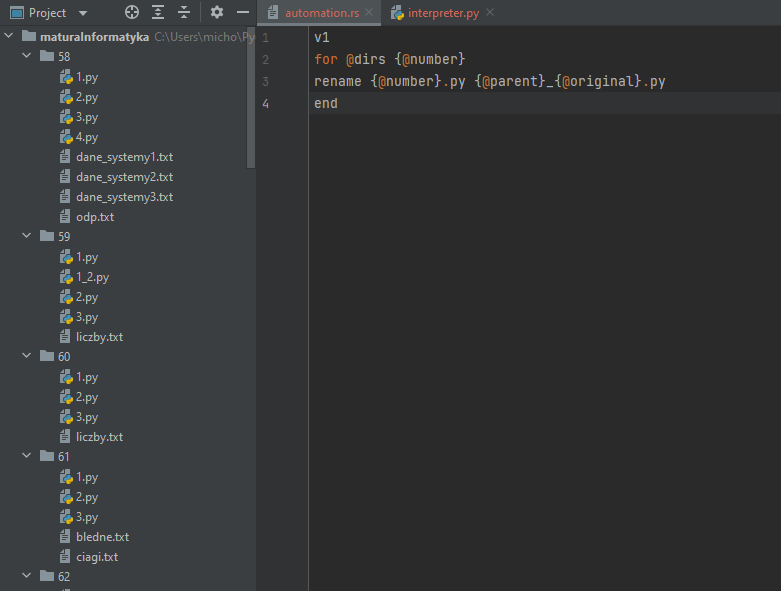 Project
automation.rs
interpreter.py
maturaInformatyka C:\Users\micho\Py
58
1.py
2.py
3.py
4.py
dane_systemy1.txt
dane_systemy2.txt
dane_systemy3.txt
odp.txt
59
1.py
1_2.py
2.py
3.py
liczby.txt
60
1.py
2.py
3.py
liczby.txt
61
1.py
2.py
3.py
bledne.txt
ciagi.txt
62
1 v1
2 for @dirs {@number}
3 rename {@number}.py {@parent}_{@original}.py
4 end